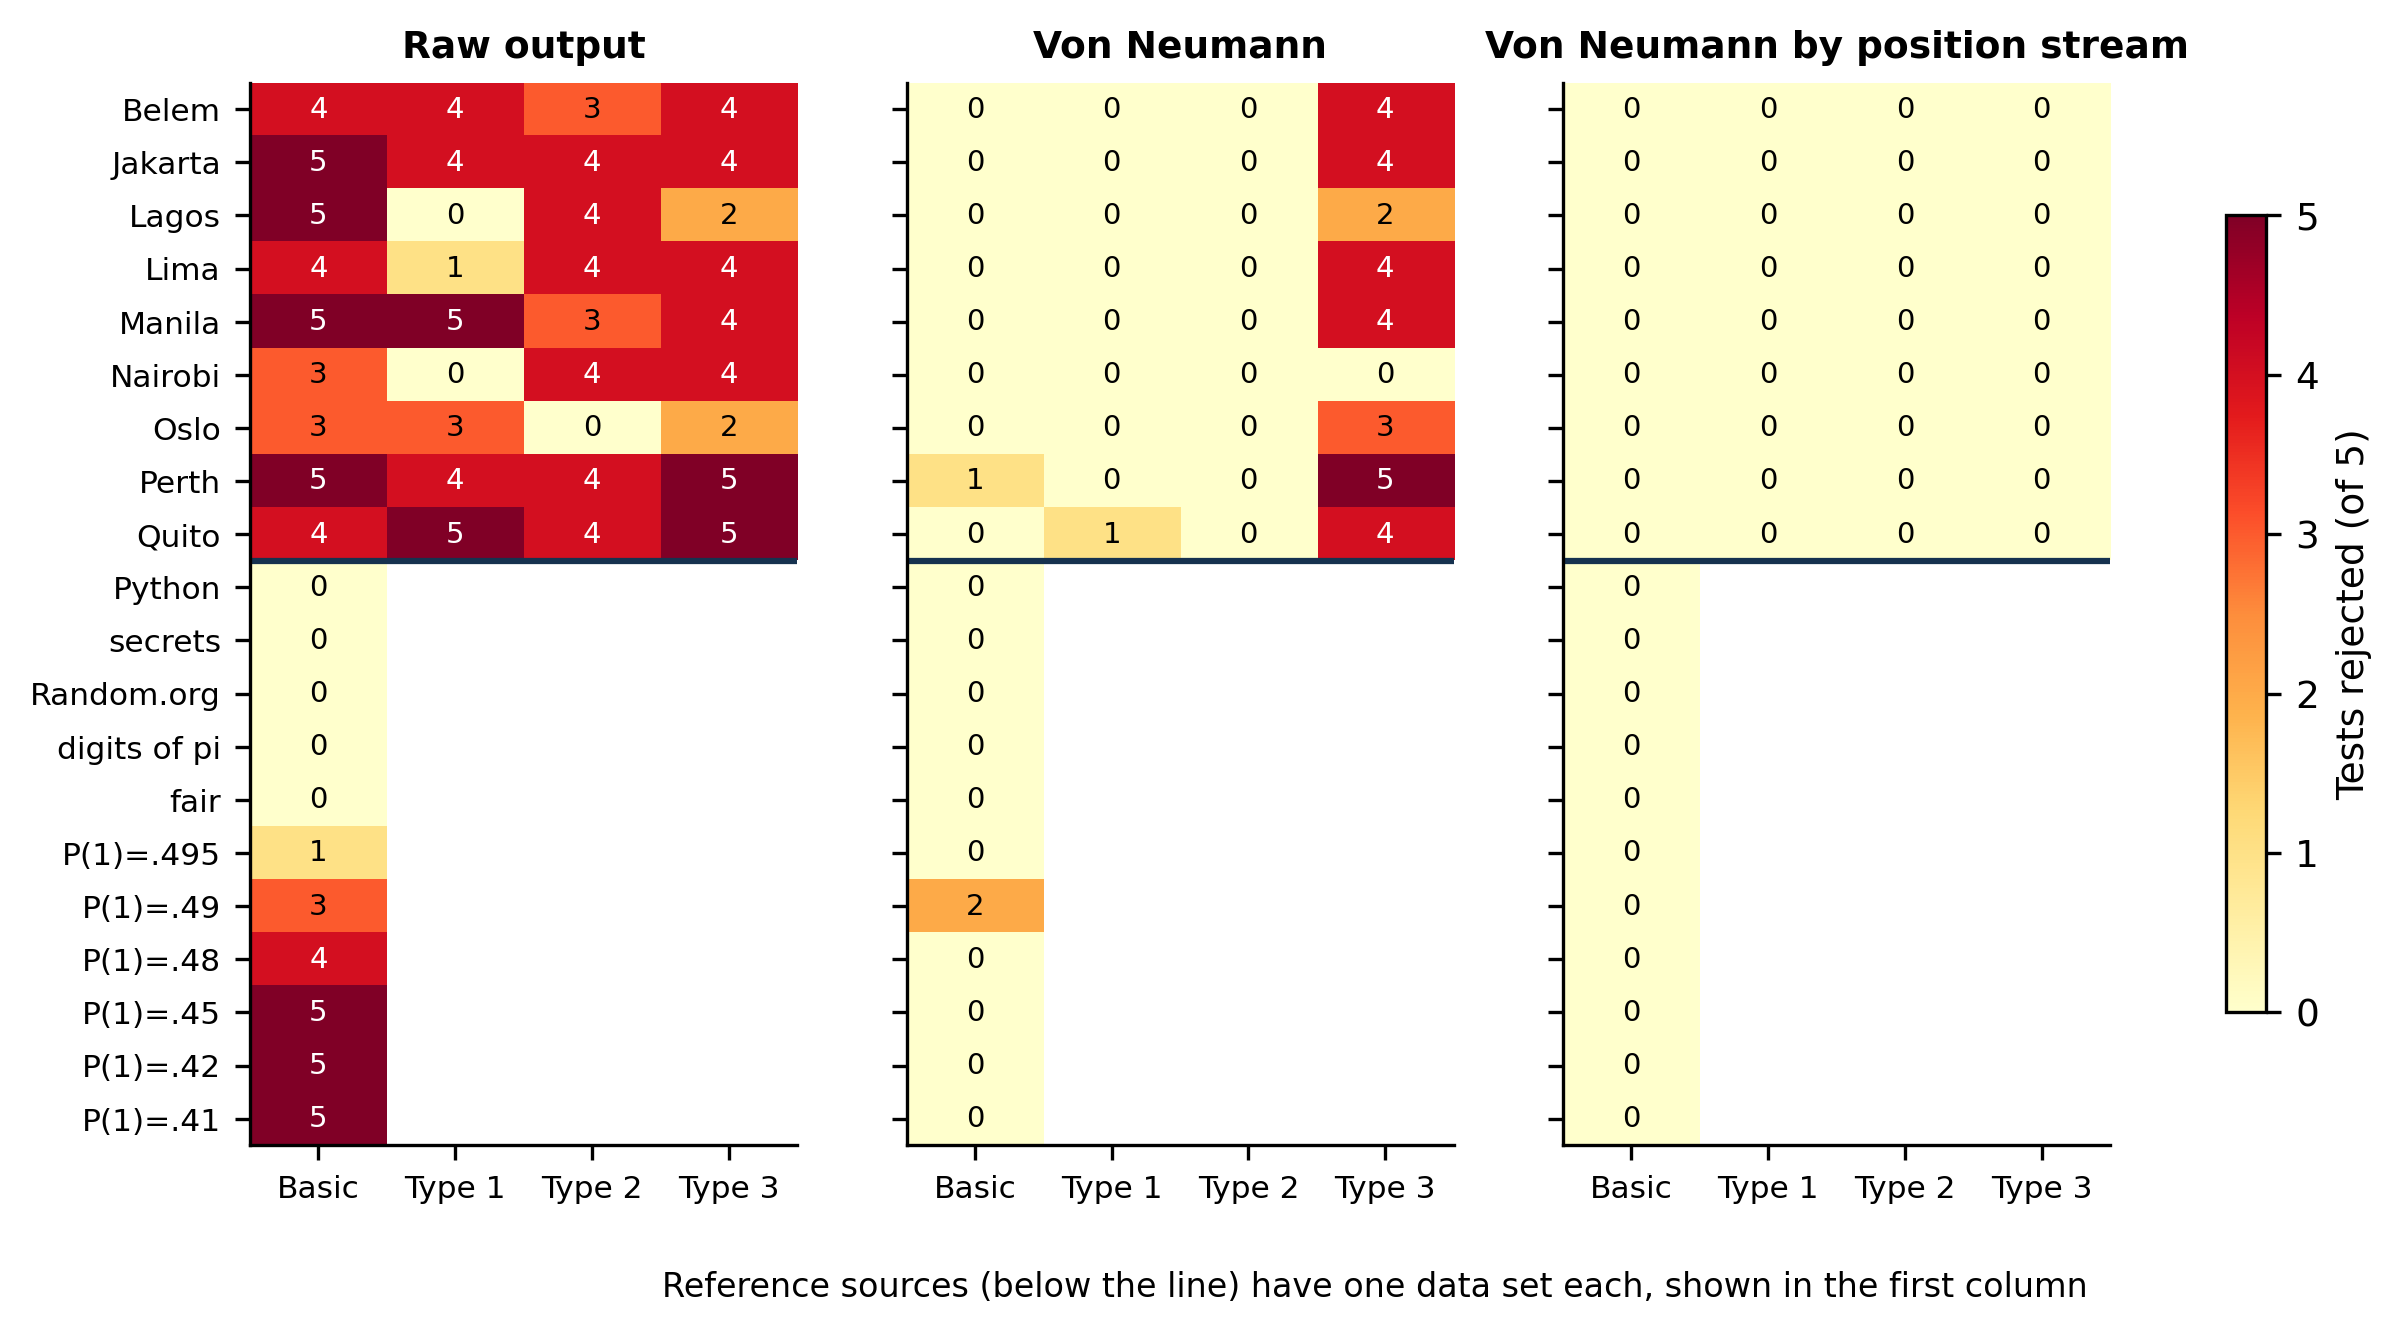 Raw output Von Neumann Von Neumann by position stream
Belem 4 4 3 4 0 0 0 4 0 0 0 0
Jakarta 5 4 4 4 0 0 0 4 0 0 0 0
Lagos 5 0 4 2 0 0 0 2 0 0 0 0
Lima 4 1 4 4 0 0 0 4 0 0 0 0
Manila 5 5 3 4 0 0 0 4 0 0 0 0
Nairobi 3 0 4 4 0 0 0 0 0 0 0 0
Oslo 3 3 0 2 0 0 0 3 0 0 0 0
Perth 5 4 4 5 1 0 0 5 0 0 0 0
Quito 4 5 4 5 0 1 0 4 0 0 0 0
Python 0 0 0
secrets 0 0 0
Random.org 0 0 0
digits of pi 0 0 0
fair 0 0 0
P(1)=.495 1 0 0
P(1)=.49 3 2 0
P(1)=.48 4 0 0
P(1)=.45 5 0 0
P(1)=.42 5 0 0
P(1)=.41 5 0 0
Basic Type 1 Type 2 Type 3 Basic Type 1 Type 2 Type 3 Basic Type 1 Type 2 Type 3
5
4
3
2
1
0
Tests rejected (of 5)
Reference sources (below the line) have one data set each, shown in the first column